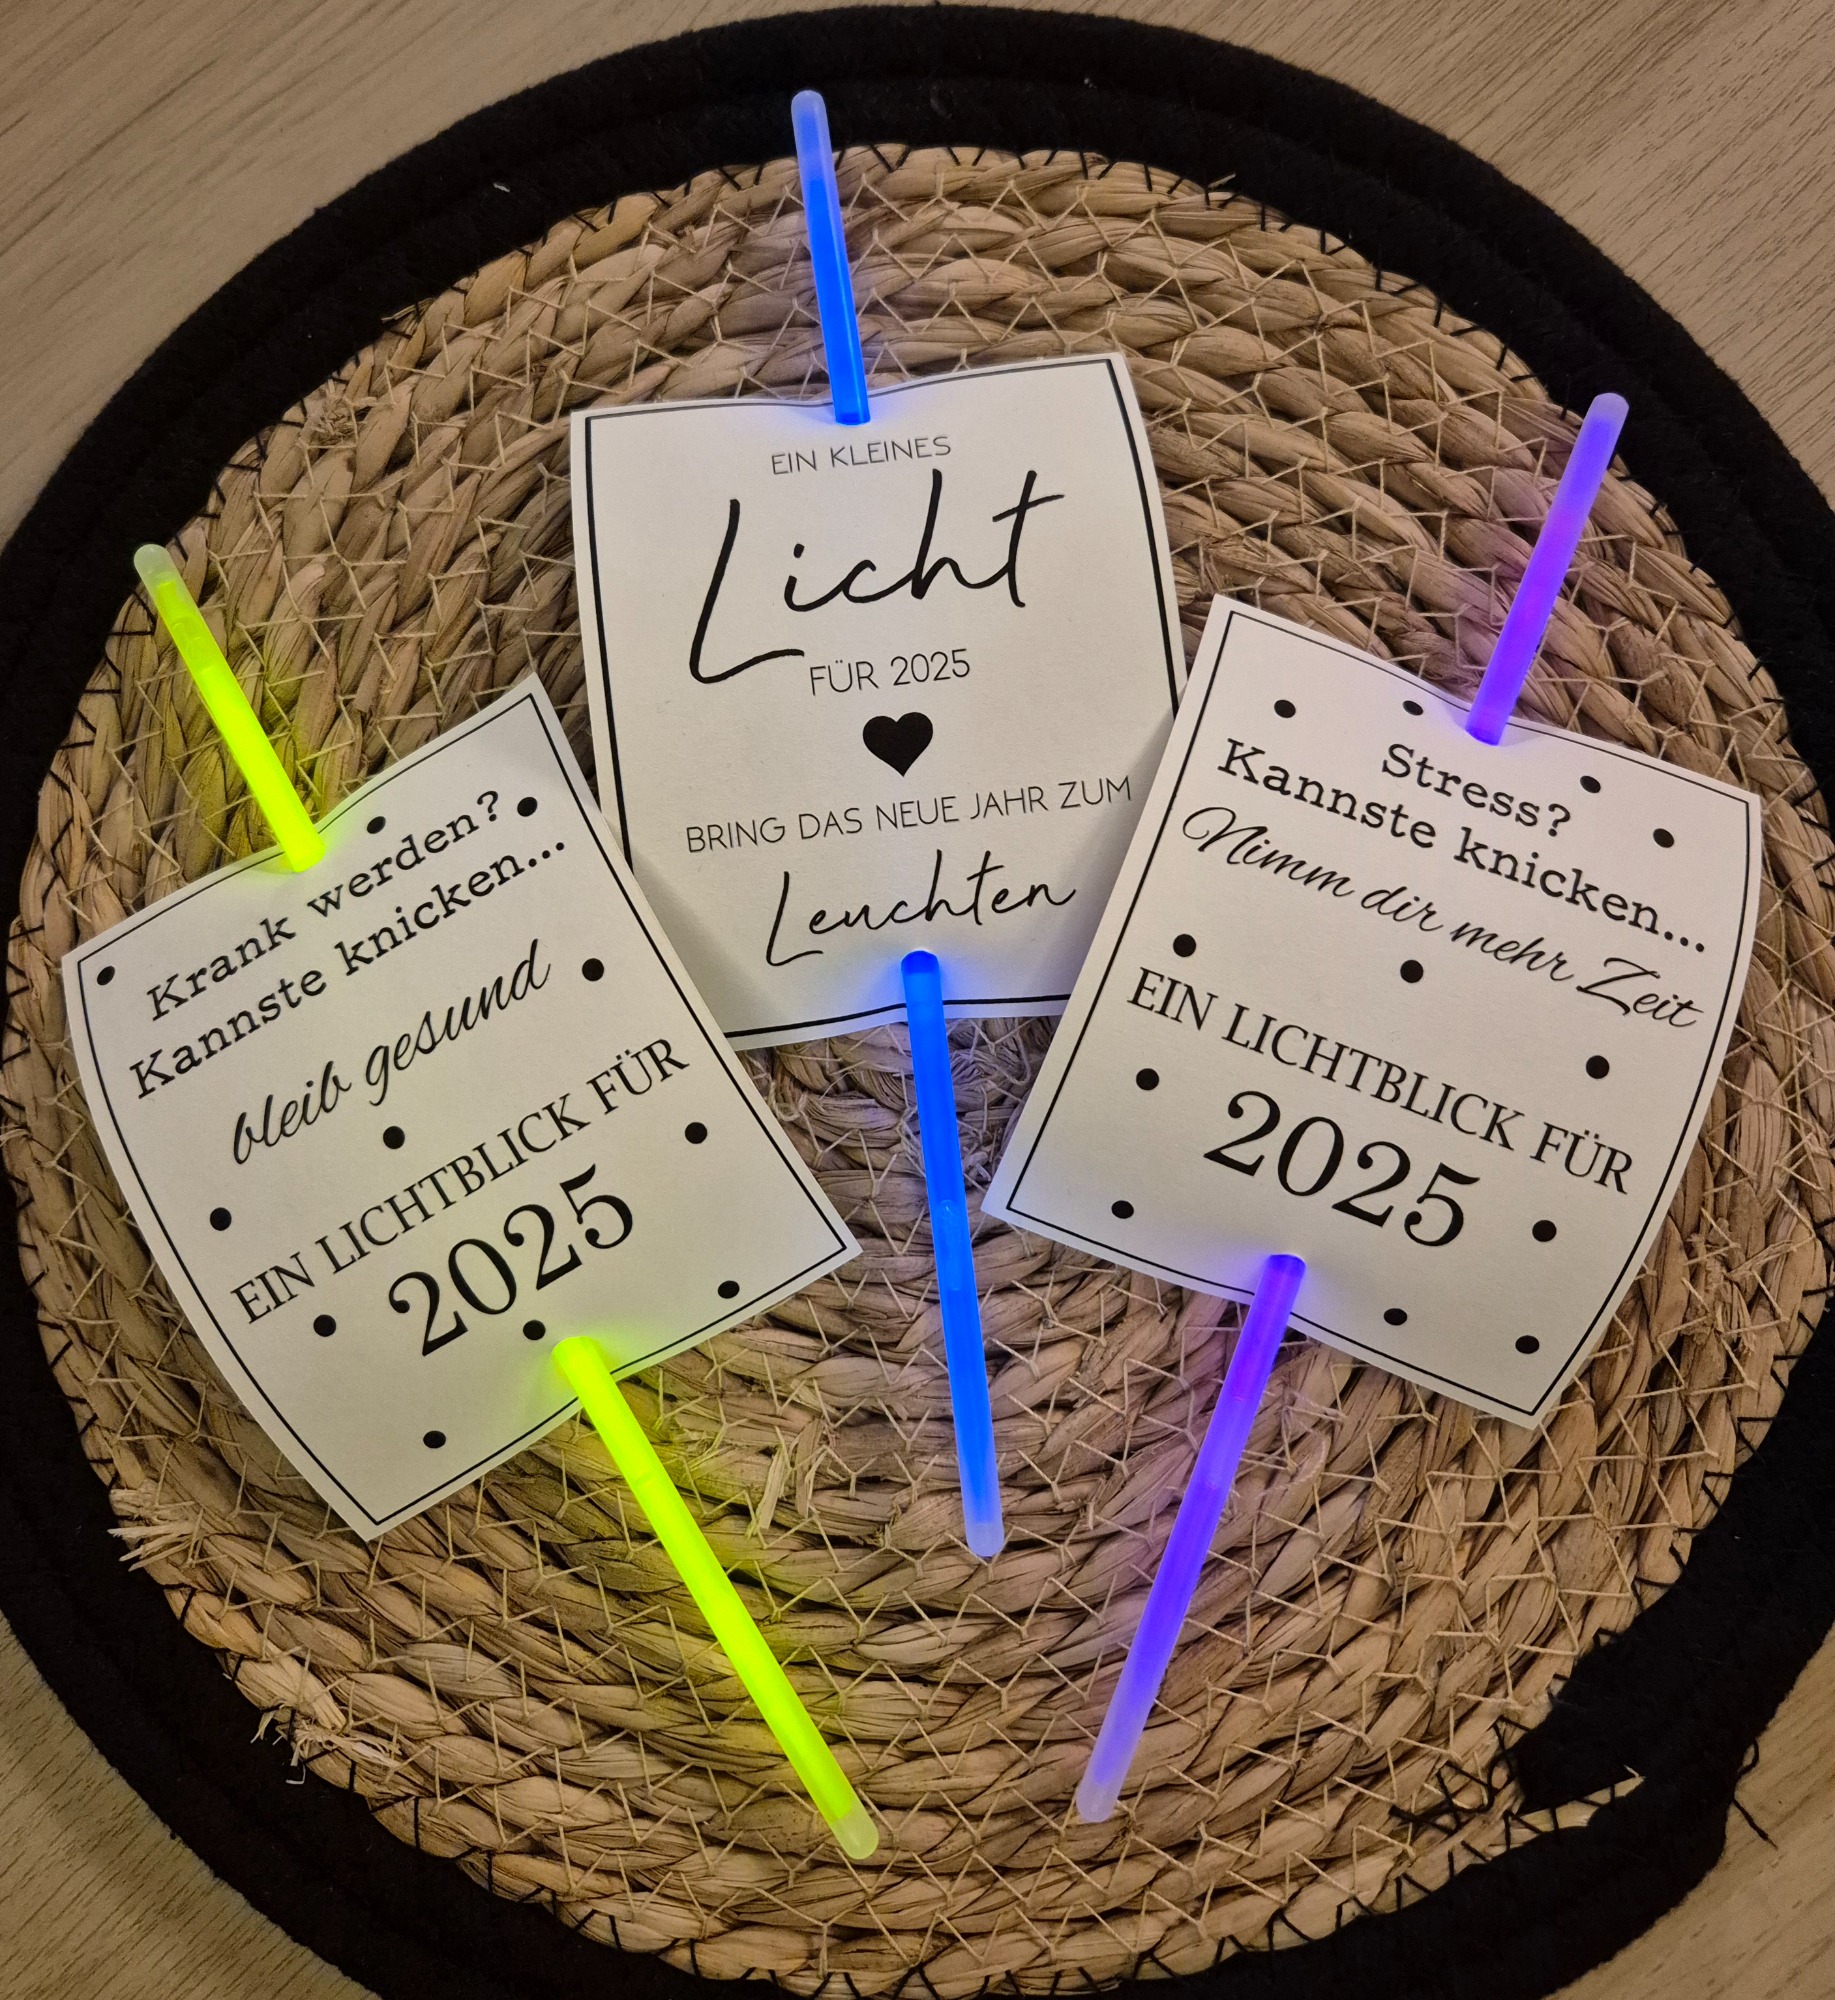 Krank werden?
Kannste knicken...
bleib gesund
EIN LICHTBLICK FÜR
2025
EIN KLEINES
Licht
FÜR 2025
BRING DAS NEUE JAHR ZUM
Leuchten
Stress?
Kannste knicken...
Nimm dir mehr Zeit
EIN LICHTBLICK FÜR
2025